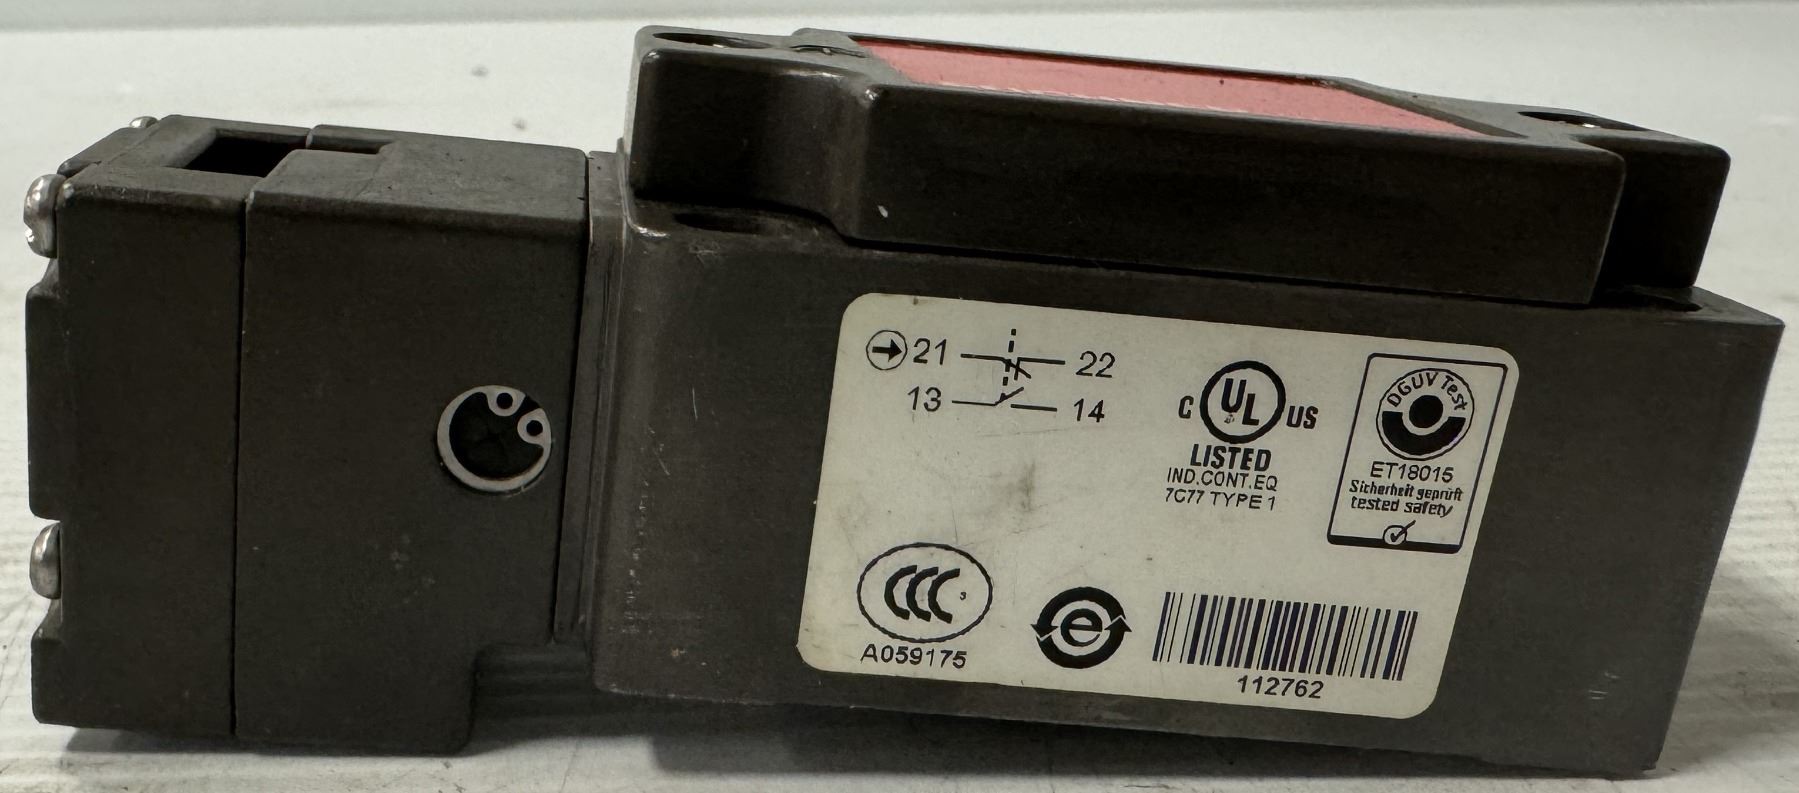 21 22
13 14
C UL US
LISTED
IND.CONT.EQ
7C77 TYPE 1
DGUV Test
ET18015
Sicherheit geprüft
tested safety
CCC
A059175
e
112762